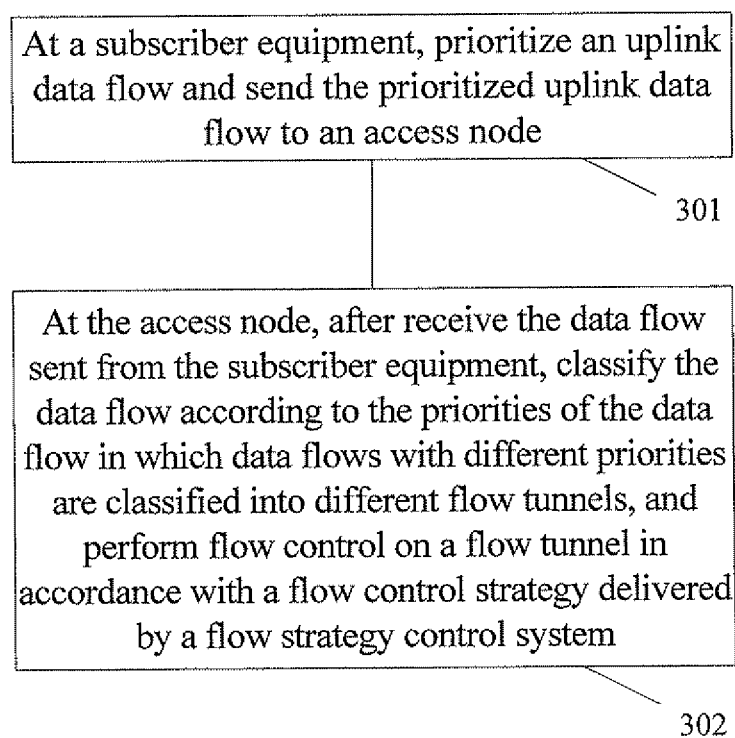 At a subscriber equipment, prioritize an uplink
data flow and send the prioritized uplink data
flow to an access node
301
At the access node, after receive the data flow
sent from the subscriber equipment, classify the
data flow according to the priorities of the data
flow in which data flows with different priorities
are classified into different flow tunnels, and
perform flow control on a flow tunnel in
accordance with a flow control strategy delivered
by a flow strategy control system
302